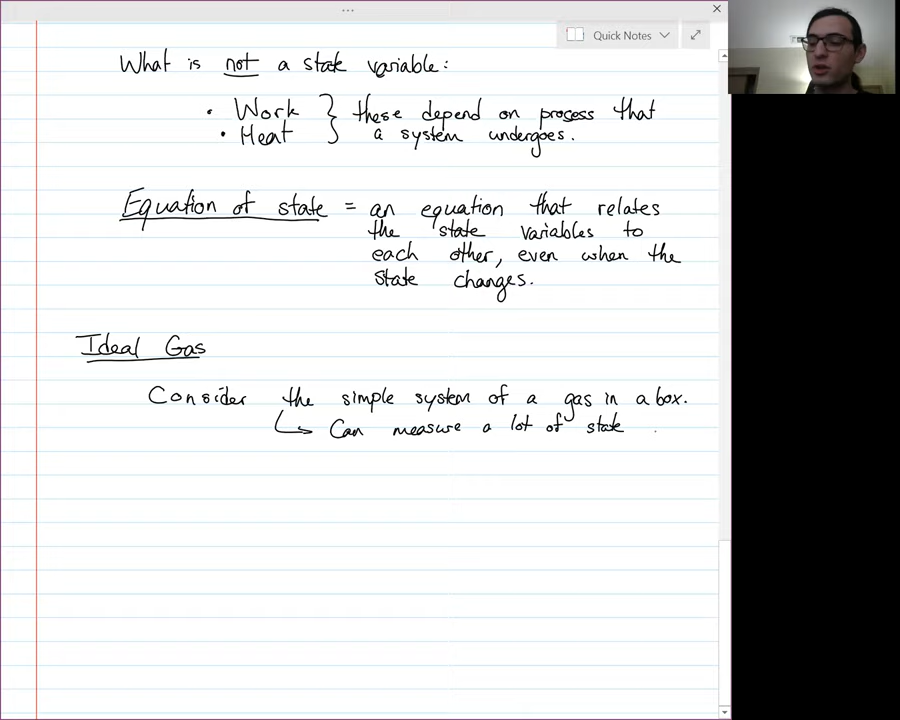 Quick Notes
What is not a state variable:
• Work } these depend on process that
• Heat } a system undergoes.
Equation of state = an equation that relates
the state variables to
each other, even when the
state changes.
Ideal Gas
Consider the simple system of a gas in a box.
↳ Can measure a lot of state